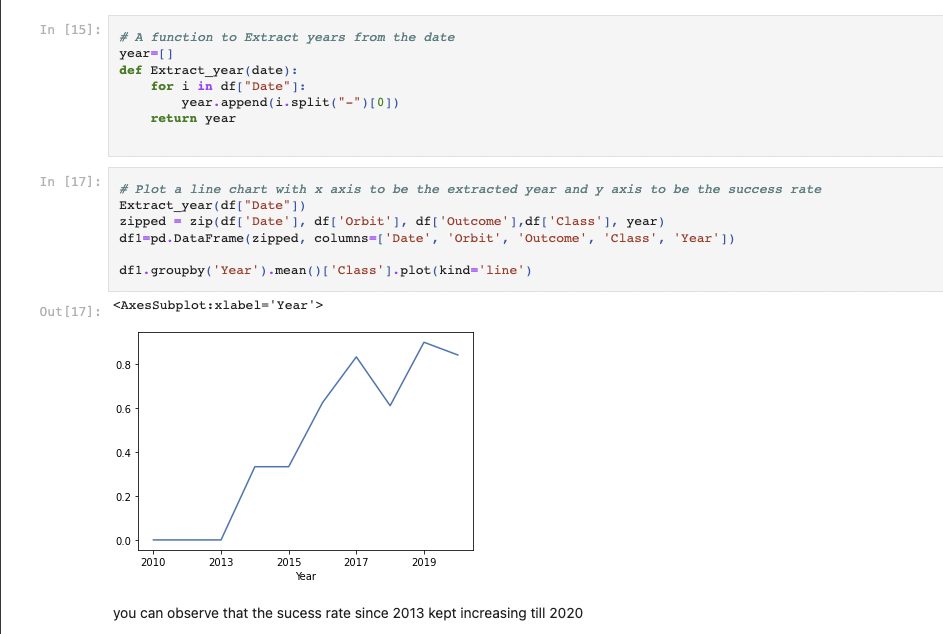 In [15]:
# A function to Extract years from the date
year=[]
def Extract_year(date):
    for i in df["Date"]:
        year.append(i.split("-")[0])
    return year
In [17]:
# Plot a line chart with x axis to be the extracted year and y axis to be the success rate
Extract_year(df["Date"])
zipped = zip(df['Date'], df['Orbit'], df['Outcome'],df['Class'], year)
df1=pd.DataFrame(zipped, columns=['Date', 'Orbit', 'Outcome', 'Class', 'Year'])
df1.groupby('Year').mean()['Class'].plot(kind='line')
Out[17]:
<AxesSubplot:xlabel='Year'>
0.8
0.6
0.4
0.2
0.0
2010 2013 2015 2017 2019
Year
you can observe that the sucess rate since 2013 kept increasing till 2020